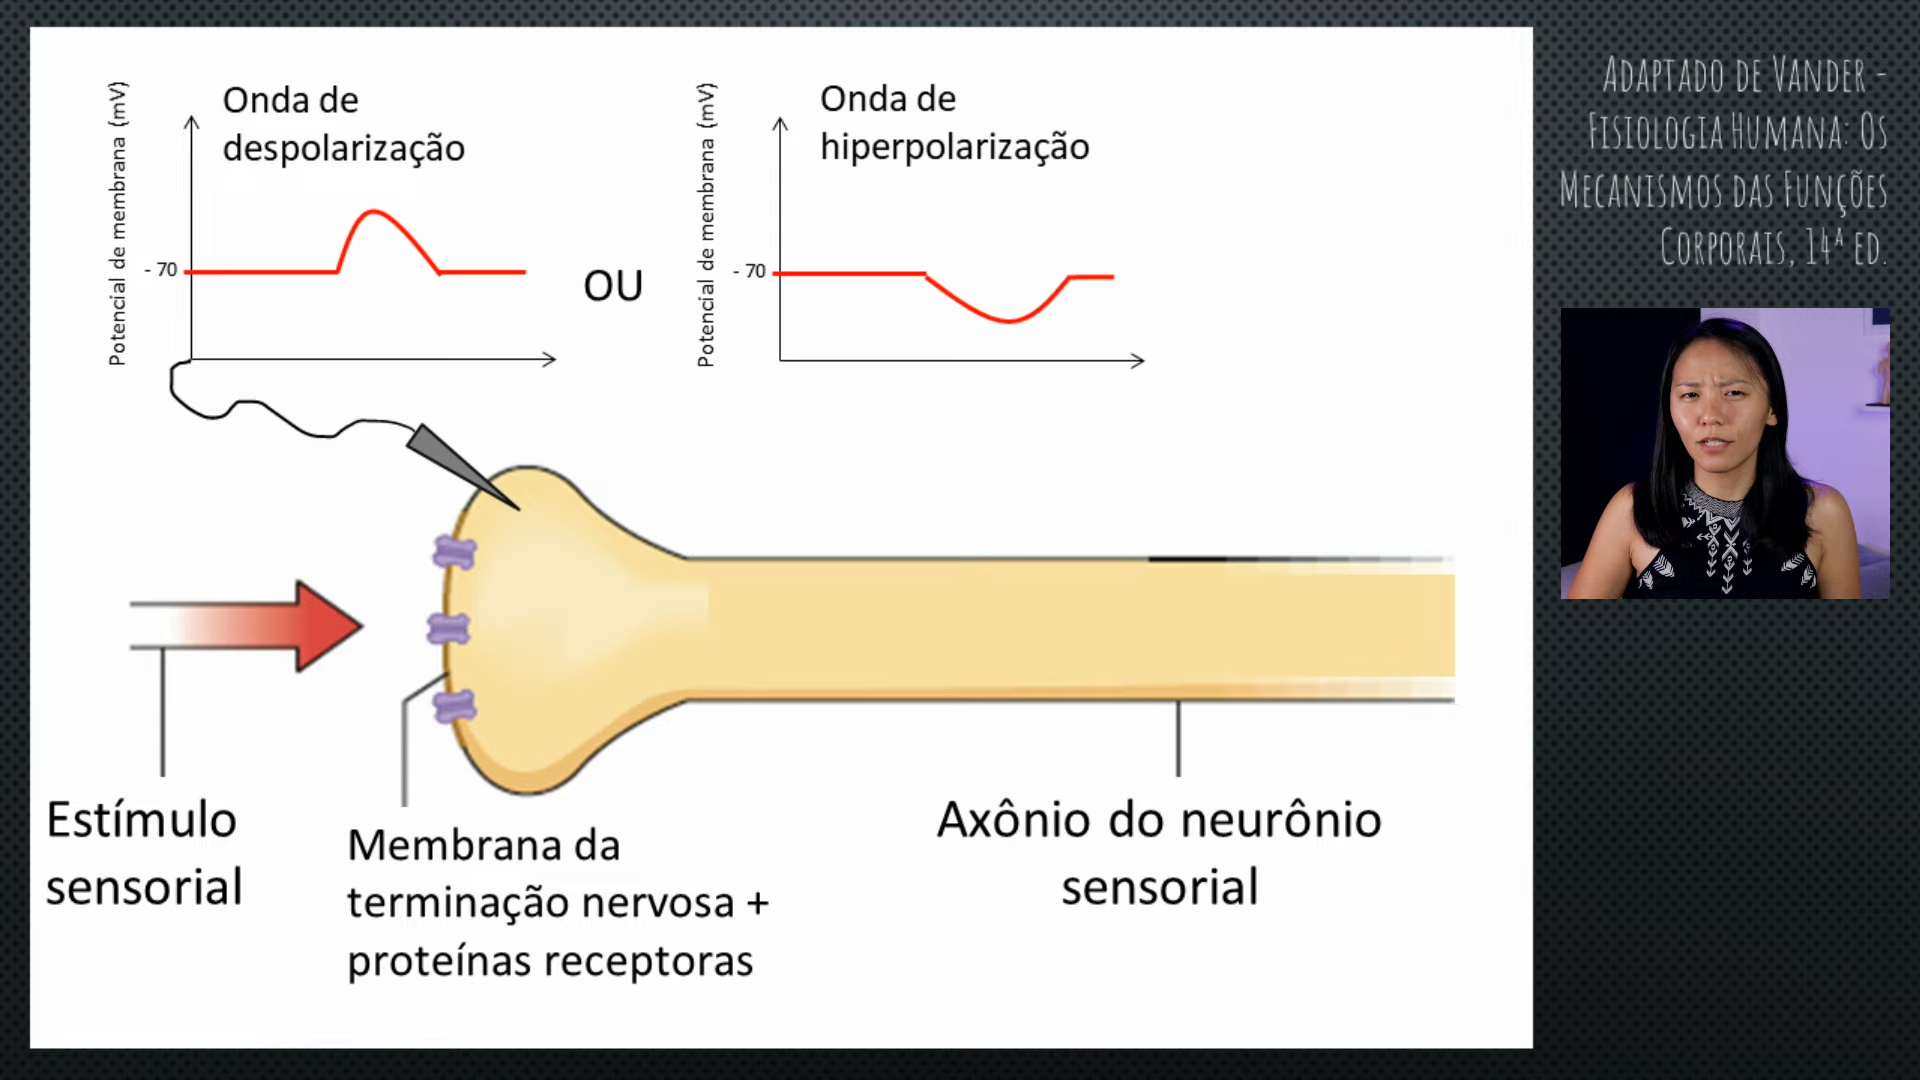 Potencial de membrana (mV)
Onda de
despolarização
- 70
OU
Potencial de membrana (mV)
Onda de
hiperpolarização
- 70
Estímulo
sensorial
Membrana da
terminação nervosa +
proteínas receptoras
Axônio do neurônio
sensorial
Adaptado de Vander -
Fisiologia Humana: Os
Mecanismos das Funções
Corporais, 14ª ed.